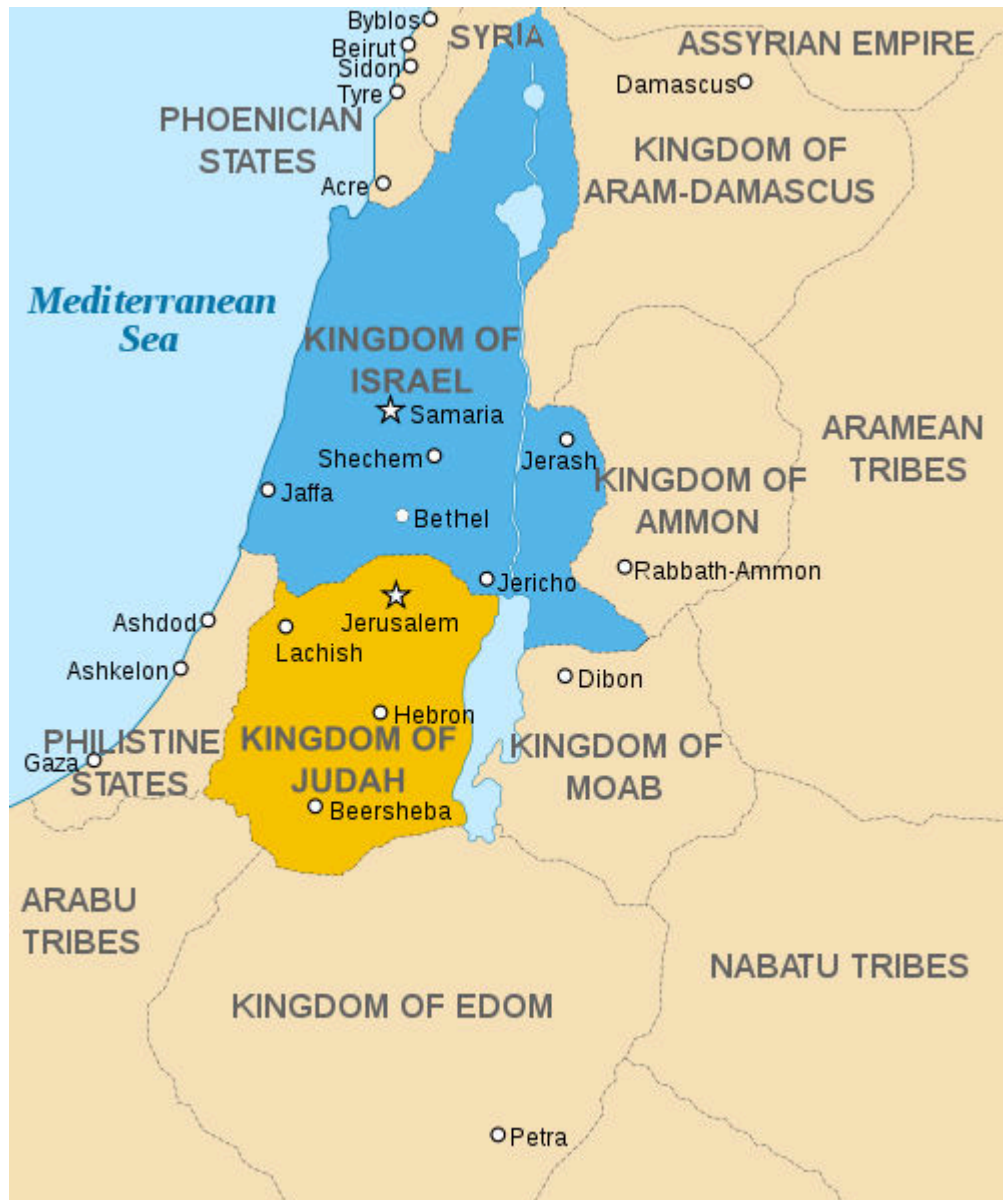 Byblos
SYRIA
ASSYRIAN EMPIRE
Beirut
Sidon
Damascus
Tyre
PHOENICIAN
STATES
KINGDOM OF
ARAM-DAMASCUS
Acre
Mediterranean
Sea
KINGDOM OF
ISRAEL
Samaria
ARAMEAN
TRIBES
Shechem
Jerash
KINGDOM OF
AMMON
Jaffa
Bethel
Rabbath-Ammon
Jericho
Ashdod
Jerusalem
Lachish
Ashkelon
Dibon
Hebron
PHILISTINE
STATES
Gaza
KINGDOM OF
JUDAH
KINGDOM OF
MOAB
Beersheba
ARABU
TRIBES
NABATU TRIBES
KINGDOM OF EDOM
Petra